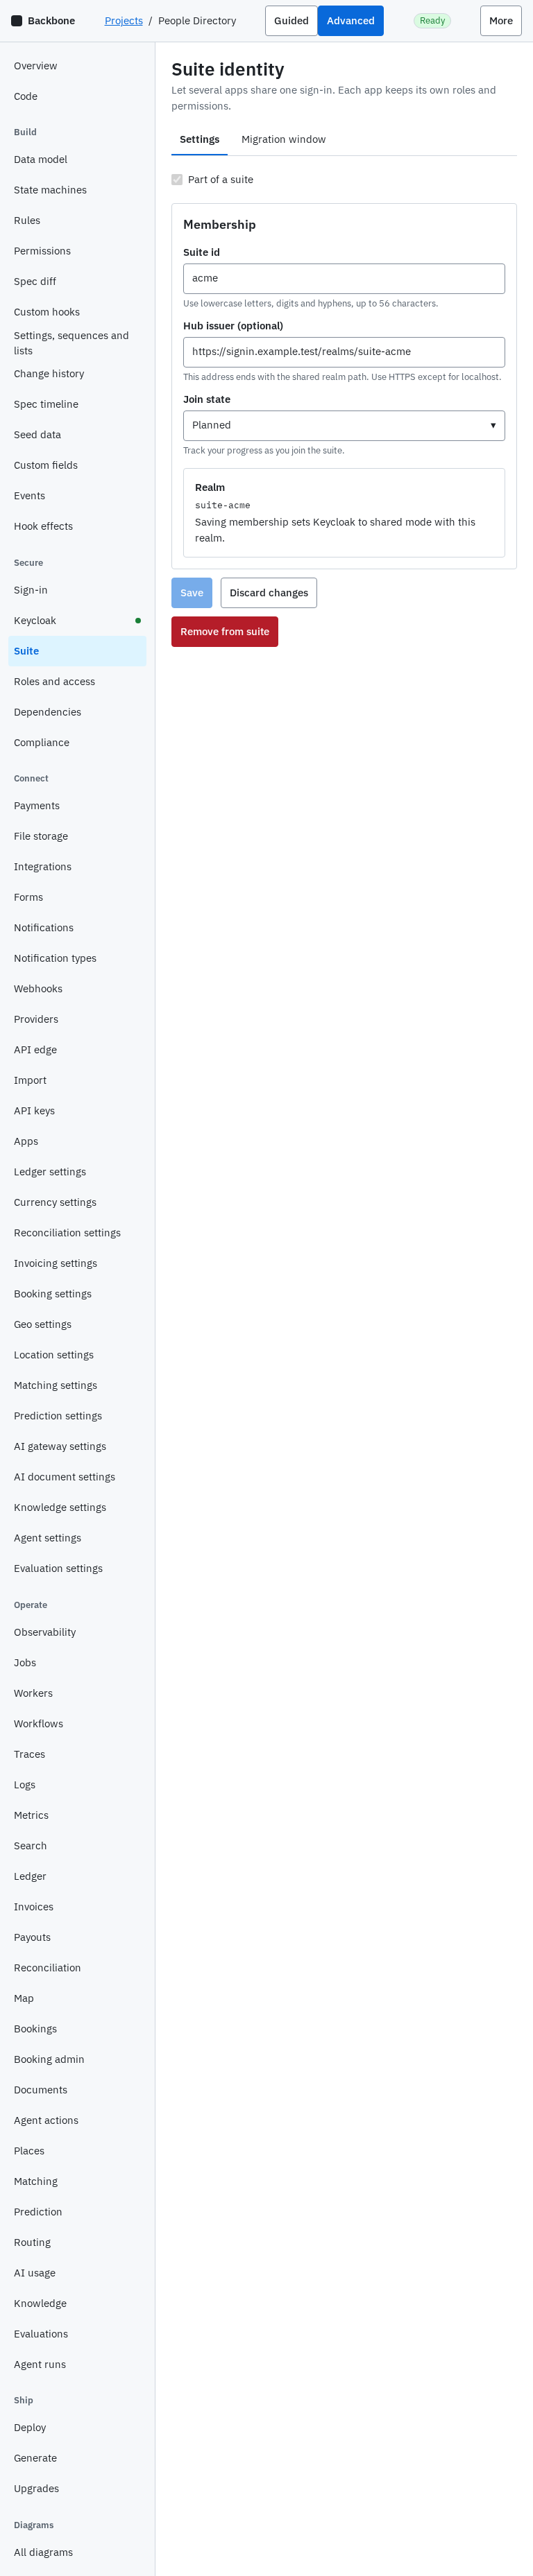 Backbone
Projects / People Directory
Guided
Advanced
Ready
More
Overview
Code
Build
Data model
State machines
Rules
Permissions
Spec diff
Custom hooks
Settings, sequences and
lists
Change history
Spec timeline
Seed data
Custom fields
Events
Hook effects
Secure
Sign-in
Keycloak
Suite
Roles and access
Dependencies
Compliance
Connect
Payments
File storage
Integrations
Forms
Notifications
Notification types
Webhooks
Providers
API edge
Import
API keys
Apps
Ledger settings
Currency settings
Reconciliation settings
Invoicing settings
Booking settings
Geo settings
Location settings
Matching settings
Prediction settings
AI gateway settings
AI document settings
Knowledge settings
Agent settings
Evaluation settings
Operate
Observability
Jobs
Workers
Workflows
Traces
Logs
Metrics
Search
Ledger
Invoices
Payouts
Reconciliation
Map
Bookings
Booking admin
Documents
Agent actions
Places
Matching
Prediction
Routing
AI usage
Knowledge
Evaluations
Agent runs
Ship
Deploy
Generate
Upgrades
Diagrams
All diagrams
Suite identity
Let several apps share one sign-in. Each app keeps its own roles and
permissions.
Settings
Migration window
Part of a suite
Membership
Suite id
acme
Use lowercase letters, digits and hyphens, up to 56 characters.
Hub issuer (optional)
https://signin.example.test/realms/suite-acme
This address ends with the shared realm path. Use HTTPS except for localhost.
Join state
Planned
Track your progress as you join the suite.
Realm
suite-acme
Saving membership sets Keycloak to shared mode with this
realm.
Save
Discard changes
Remove from suite